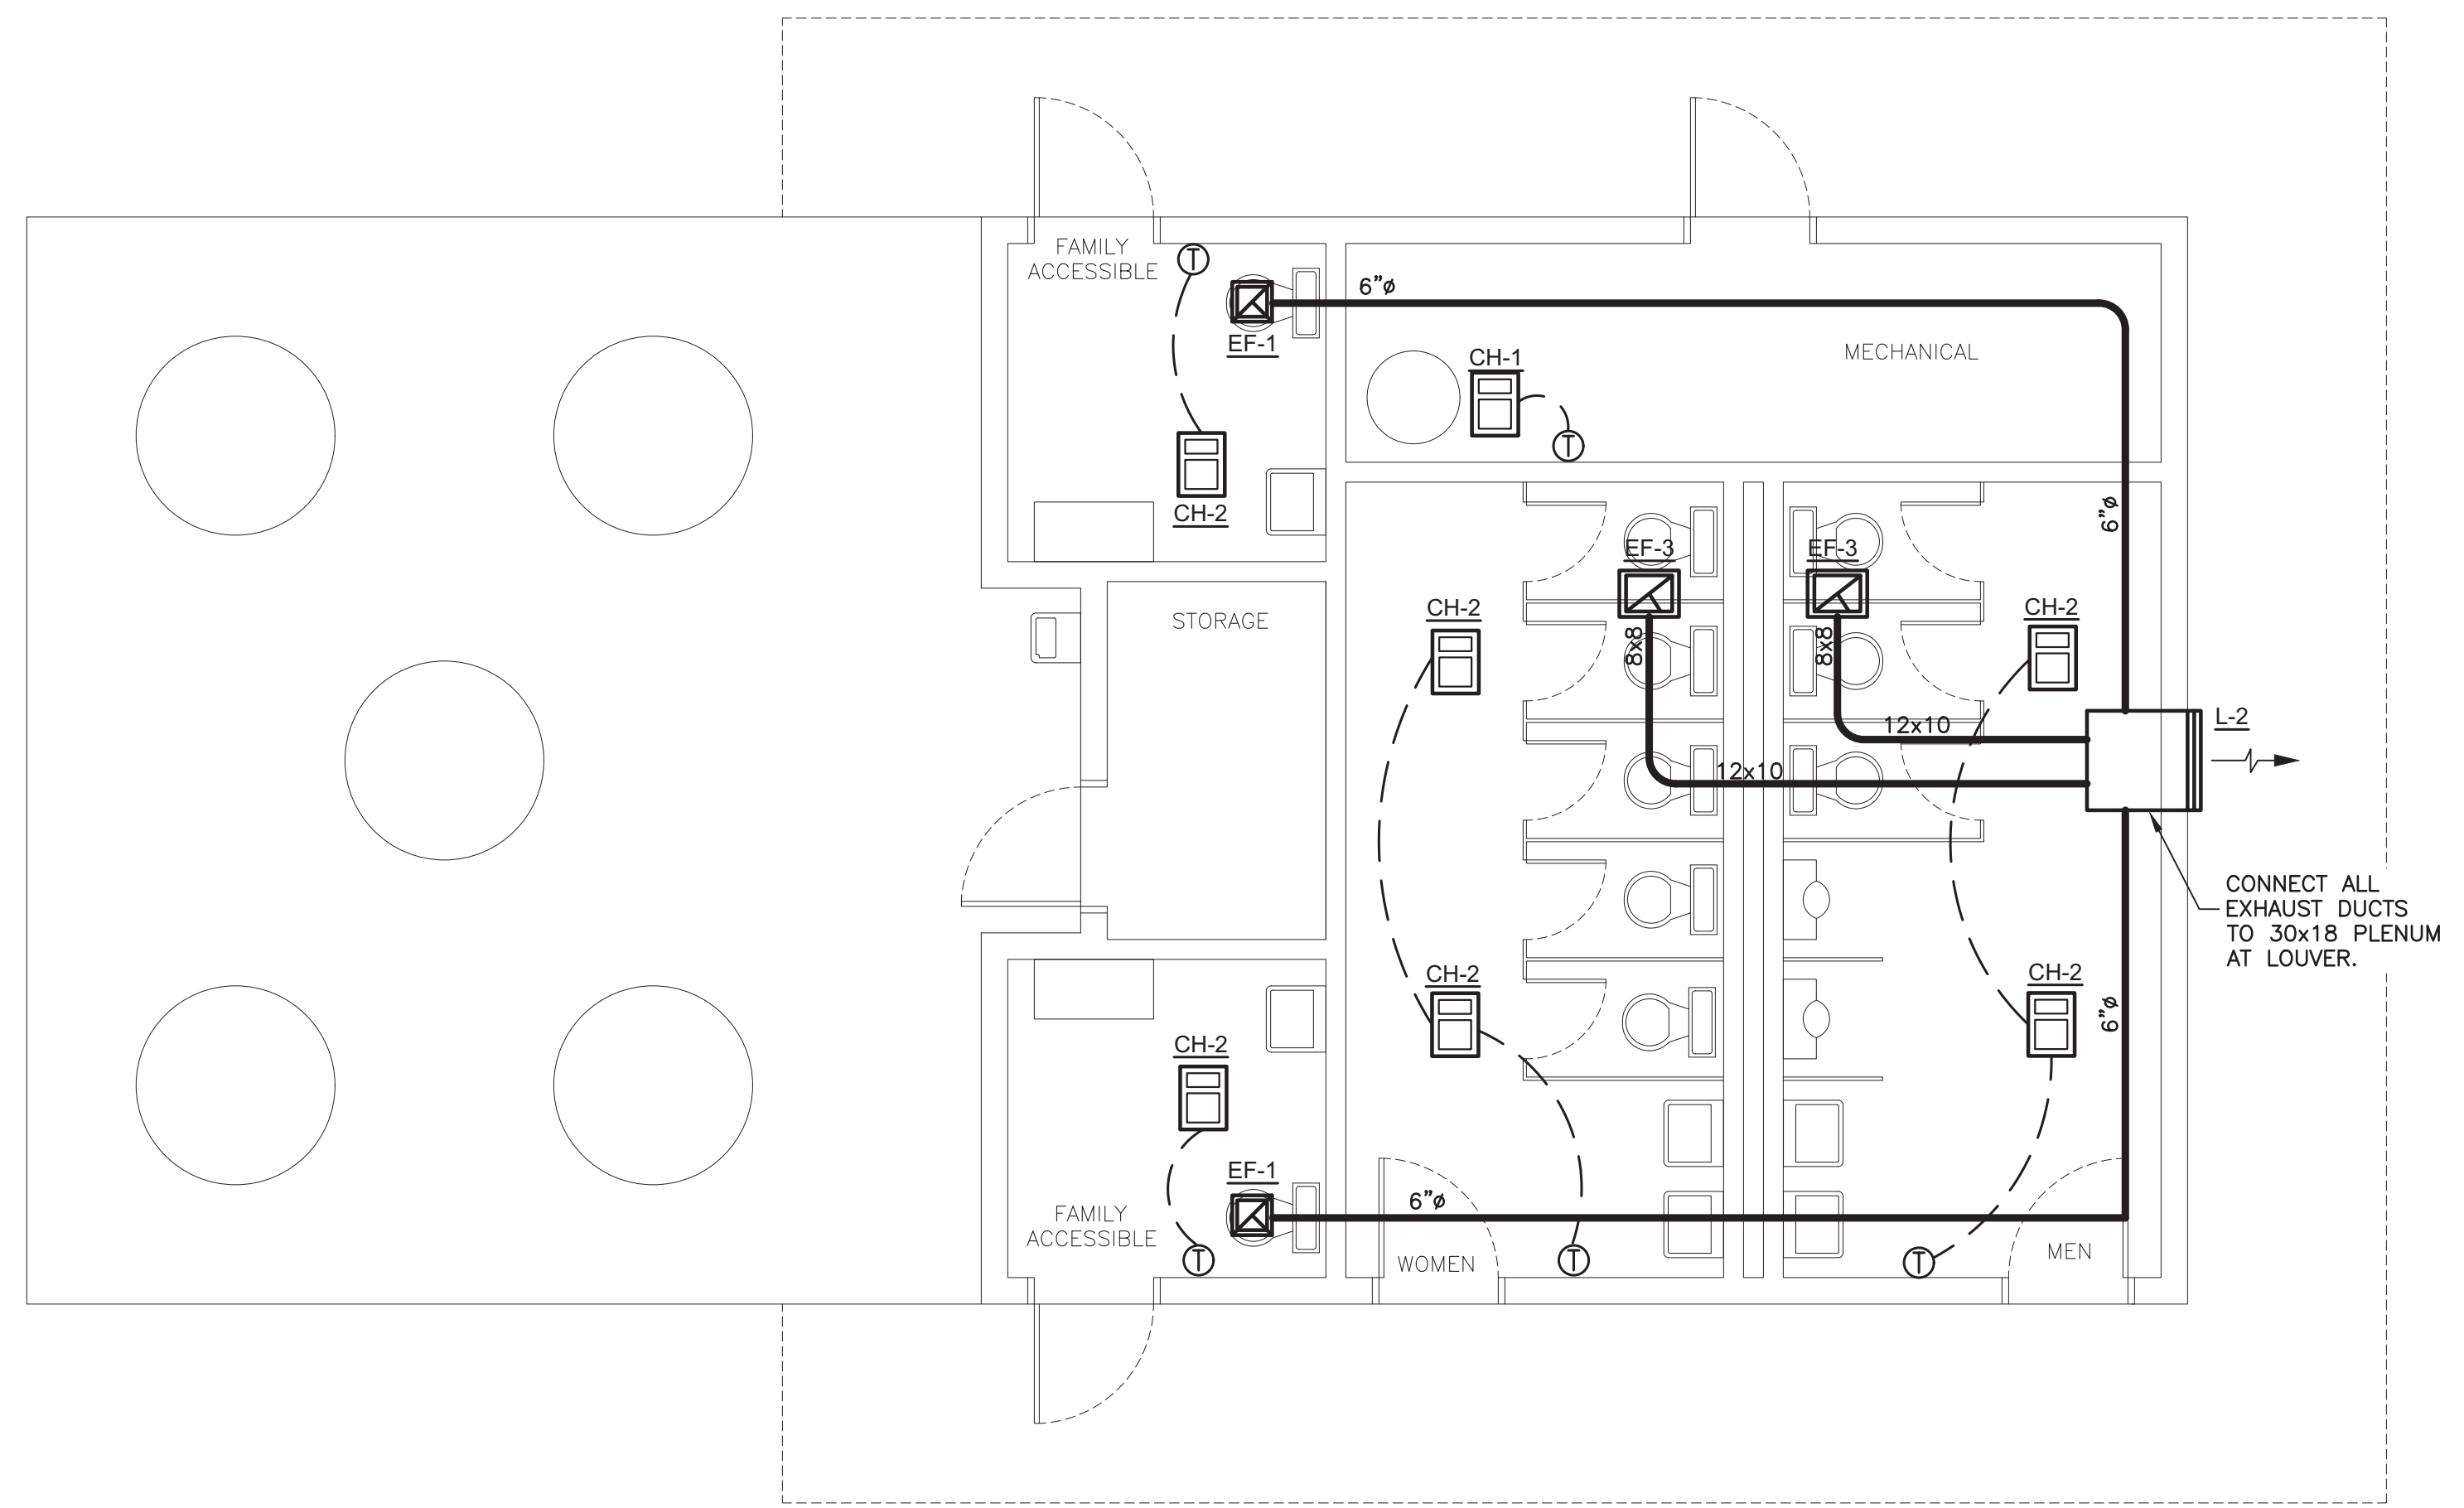 FAMILY
ACCESSIBLE
T
6"ø
EF-1
CH-1
MECHANICAL
T
CH-2
6"ø
EF-3
EF-3
STORAGE
CH-2
CH-2
8x8
8x8
12x10
L-2
12x10
CONNECT ALL
EXHAUST DUCTS
TO 30x18 PLENUM
AT LOUVER.
CH-2
CH-2
6"ø
CH-2
EF-1
6"ø
FAMILY
ACCESSIBLE
T
WOMEN
T
T
MEN